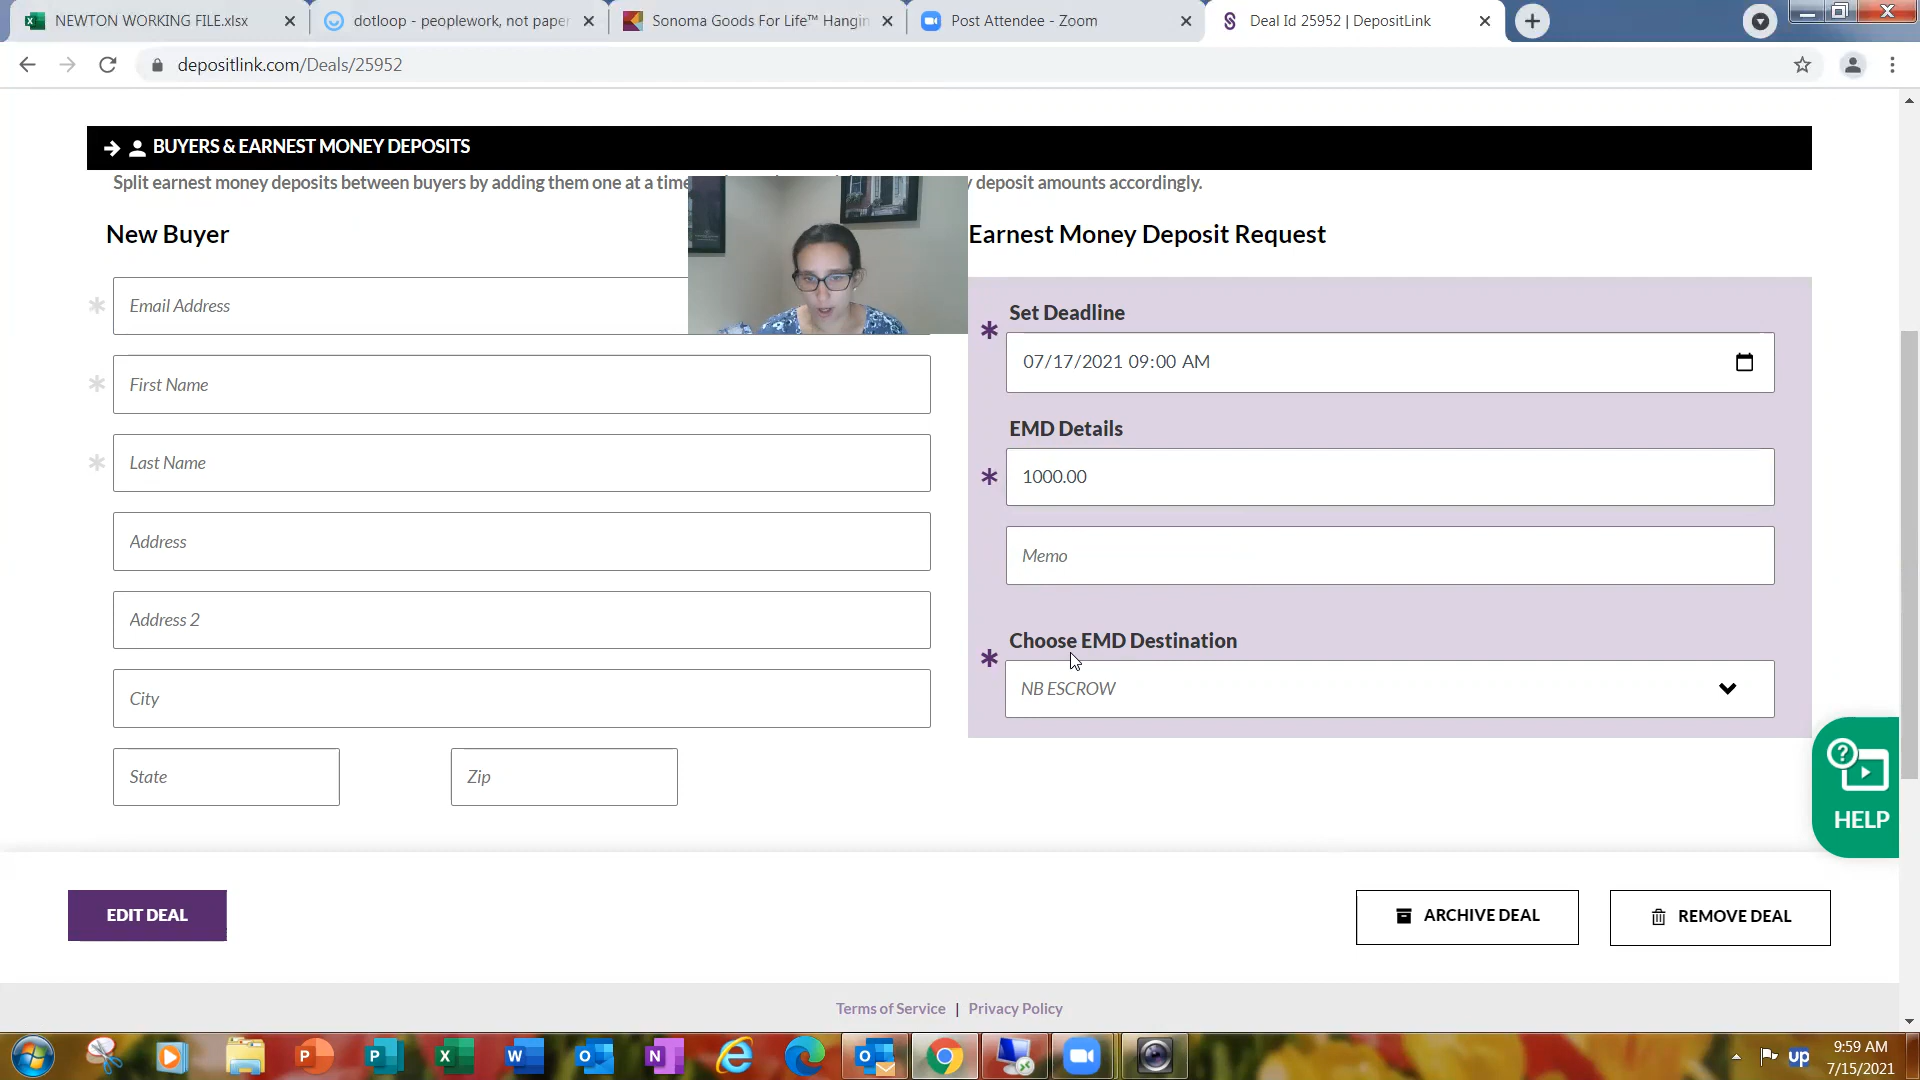 NEWTON WORKING FILE.xlsx
dotloop - peoplework, not paper
Sonoma Goods For Life™ Hangin
Post Attendee - Zoom
Deal Id 25952 | DepositLink
depositlink.com/Deals/25952
BUYERS & EARNEST MONEY DEPOSITS
Split earnest money deposits between buyers by adding them one at a time deposit amounts accordingly.
New Buyer
Earnest Money Deposit Request
* Email Address
* First Name
* Last Name
Address
Address 2
City
State
Zip
Set Deadline
* 07/17/2021 09:00 AM
EMD Details
* 1000.00
Memo
Choose EMD Destination
* NB ESCROW
HELP
EDIT DEAL
ARCHIVE DEAL
REMOVE DEAL
Terms of Service | Privacy Policy
up
9:59 AM
7/15/2021